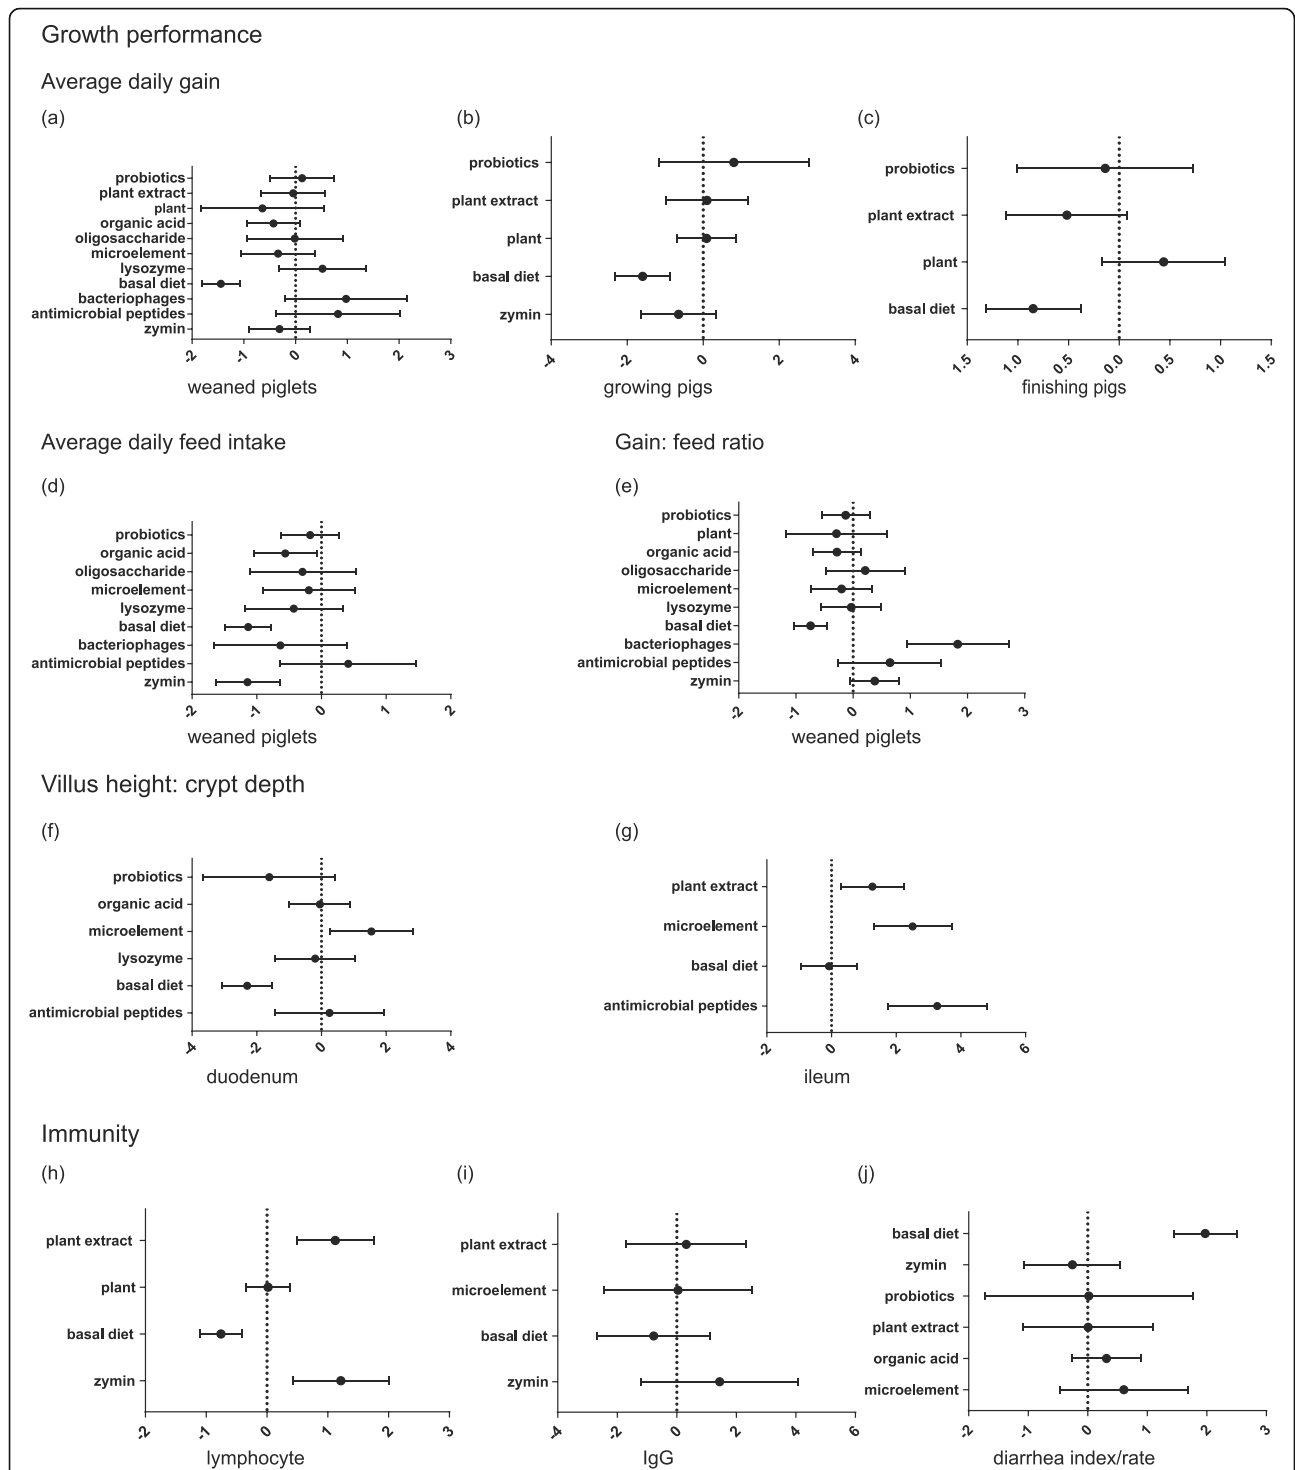 Growth performance
Average daily gain
(a)
probiotics
plant extract
plant
organic acid
oligosaccharide
microelement
lysozyme
basal diet
bacteriophages
antimicrobial peptides
zymin
-2 -1 0 1 2 3
weaned piglets
(b)
probiotics
plant extract
plant
basal diet
zymin
-4 -2 0 2 4
growing pigs
(c)
probiotics
plant extract
plant
basal diet
1.5 1.0 0.5 0.0 0.5 1.0 1.5
finishing pigs
Average daily feed intake
(d)
probiotics
organic acid
oligosaccharide
microelement
lysozyme
basal diet
bacteriophages
antimicrobial peptides
zymin
-2 -1 0 1 2
weaned piglets
Gain: feed ratio
(e)
probiotics
plant
organic acid
oligosaccharide
microelement
lysozyme
basal diet
bacteriophages
antimicrobial peptides
zymin
-2 -1 0 1 2 3
weaned piglets
Villus height: crypt depth
(f)
probiotics
organic acid
microelement
lysozyme
basal diet
antimicrobial peptides
-4 -2 0 2 4
duodenum
(g)
plant extract
microelement
basal diet
antimicrobial peptides
-2 0 2 4 6
ileum
Immunity
(h)
plant extract
plant
basal diet
zymin
-2 -1 0 1 2 3
lymphocyte
(i)
plant extract
microelement
basal diet
zymin
-4 -2 0 2 4 6
IgG
(j)
basal diet
zymin
probiotics
plant extract
organic acid
microelement
-2 -1 0 1 2 3
diarrhea index/rate